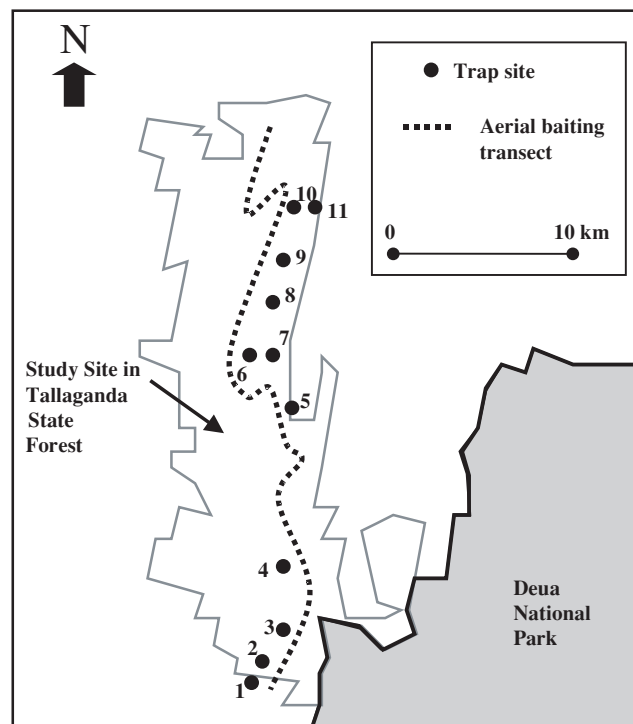 N
Trap site
Aerial baiting
transect
0 10 km
10
11
9
8
7
6
5
Study Site in
Tallaganda
State
Forest
4
3
2
1
Deua
National
Park